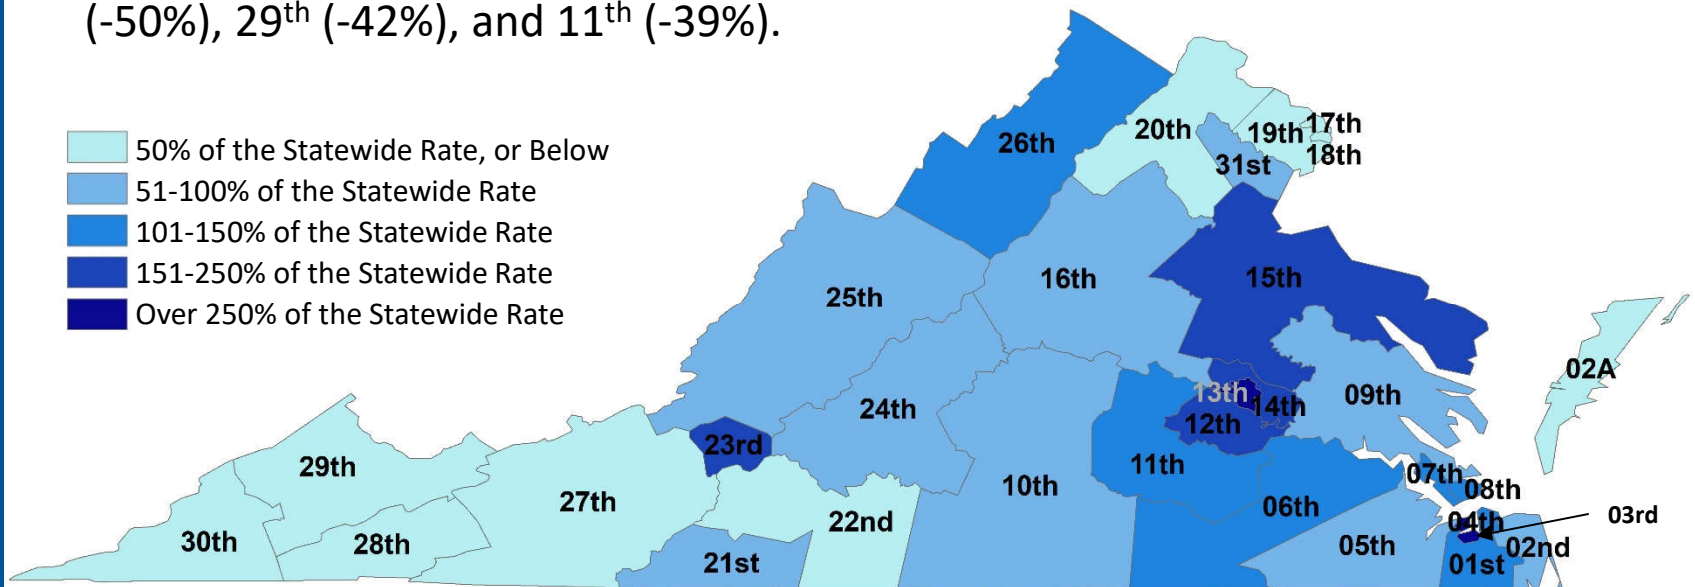 (-50%), 29th (-42%), and 11th (-39%).
50% of the Statewide Rate, or Below
51-100% of the Statewide Rate
101-150% of the Statewide Rate
151-250% of the Statewide Rate
Over 250% of the Statewide Rate
26th
20th
19th
17th
18th
31st
25th
16th
15th
02A
24th
13th
14th
12th
09th
23rd
29th
27th
11th
10th
07th
08th
06th
30th
28th
22nd
04th
03rd
05th
02nd
21st
01st